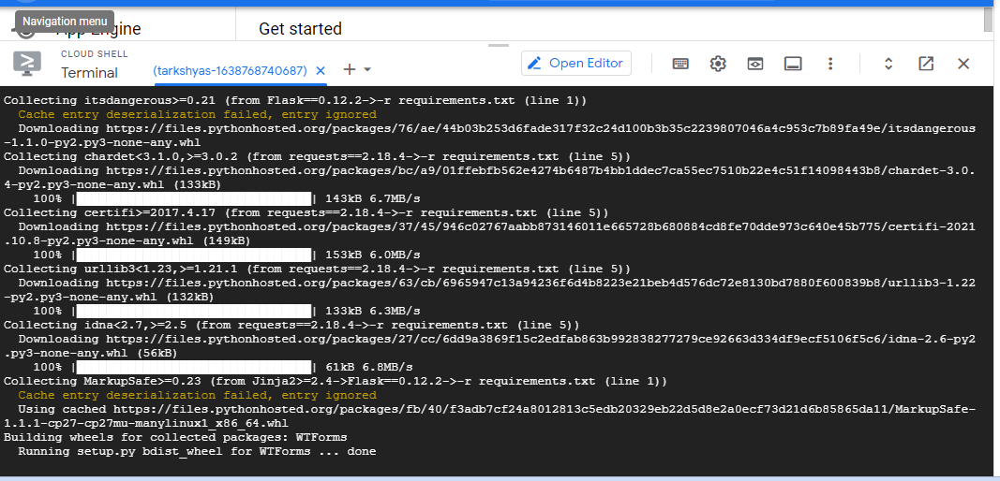 Navigation menu
App Engine
Get started
CLOUD SHELL
Terminal
(tarkshyas-1638768740687)
Open Editor
Collecting itsdangerous>=0.21 (from Flask==0.12.2->-r requirements.txt (line 1))
Cache entry deserialization failed, entry ignored
Downloading https://files.pythonhosted.org/packages/76/ae/44b03b253d6fade317f32c24d100b3b35c2239807046a4c953c7b89fa49e/itsdangerous
-1.1.0-py2.py3-none-any.whl
Collecting chardet<3.1.0,>=3.0.2 (from requests==2.18.4->-r requirements.txt (line 5))
Downloading https://files.pythonhosted.org/packages/bc/a9/01ffebfb562e4274b6487b4bb1ddec7ca55ec7510b22e4c51f14098443b8/chardet-3.0.
4-py2.py3-none-any.whl (133kB)
100% | | 143kB 6.7MB/s
Collecting certifi>=2017.4.17 (from requests==2.18.4->-r requirements.txt (line 5))
Downloading https://files.pythonhosted.org/packages/37/45/946c02767aabb873146011e665728b680884cd8fe70dde973c640e45b775/certifi-2021
.10.8-py2.py3-none-any.whl (149kB)
100% | | 153kB 6.0MB/s
Collecting urllib3<1.23,>=1.21.1 (from requests==2.18.4->-r requirements.txt (line 5))
Downloading https://files.pythonhosted.org/packages/63/cb/6965947c13a94236f6d4b8223e21beb4d576dc72e8130bd7880f600839b8/urllib3-1.22
-py2.py3-none-any.whl (132kB)
100% | | 133kB 6.3MB/s
Collecting idna<2.7,>=2.5 (from requests==2.18.4->-r requirements.txt (line 5))
Downloading https://files.pythonhosted.org/packages/27/cc/6dd9a3869f15c2edfab863b992838277279ce92663d334df9ecf5106f5c6/idna-2.6-py2
.py3-none-any.whl (56kB)
100% | | 61kB 6.8MB/s
Collecting MarkupSafe>=0.23 (from Jinja2>=2.4->Flask==0.12.2->-r requirements.txt (line 1))
Cache entry deserialization failed, entry ignored
Using cached https://files.pythonhosted.org/packages/fb/40/f3adb7cf24a8012813c5edb20329eb22d5d8e2a0ecf73d21d6b85865da11/MarkupSafe-
1.1.1-cp27-cp27mu-manylinux1_x86_64.whl
Building wheels for collected packages: WTForms
Running setup.py bdist_wheel for WTForms ... done